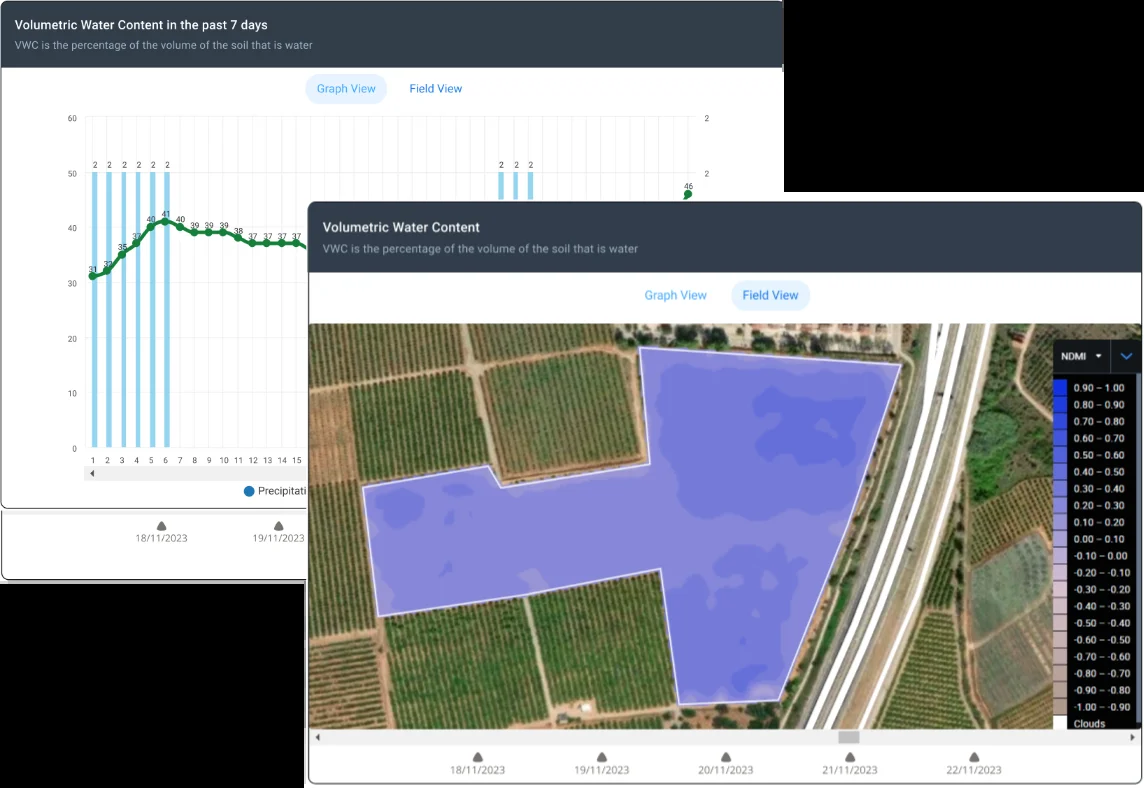 Volumetric Water Content in the past 7 days
VWC is the percentage of the volume of the soil that is water
Graph View Field View
60 2
2 2 2 2 2 2 2 2 2
50 2
46
40 41 40 39 39 39 38 37 37 37 37
40
37
35
32
31
30
20
10
0
1 2 3 4 5 6 7 8 9 10 11 12 13 14 15
Precipitati
18/11/2023 19/11/2023
Volumetric Water Content
VWC is the percentage of the volume of the soil that is water
Graph View Field View
NDMI
0.90 – 1.00
0.80 – 0.90
0.70 – 0.80
0.60 – 0.70
0.50 – 0.60
0.40 – 0.50
0.30 – 0.40
0.20 – 0.30
0.10 – 0.20
0.00 – 0.10
-0.10 – 0.00
-0.20 – -0.10
-0.30 – -0.20
-0.40 – -0.30
-0.50 – -0.40
-0.60 – -0.50
-0.70 – -0.60
-0.80 – -0.70
-0.90 – -0.80
-1.00 – -0.90
Clouds
18/11/2023 19/11/2023 20/11/2023 21/11/2023 22/11/2023